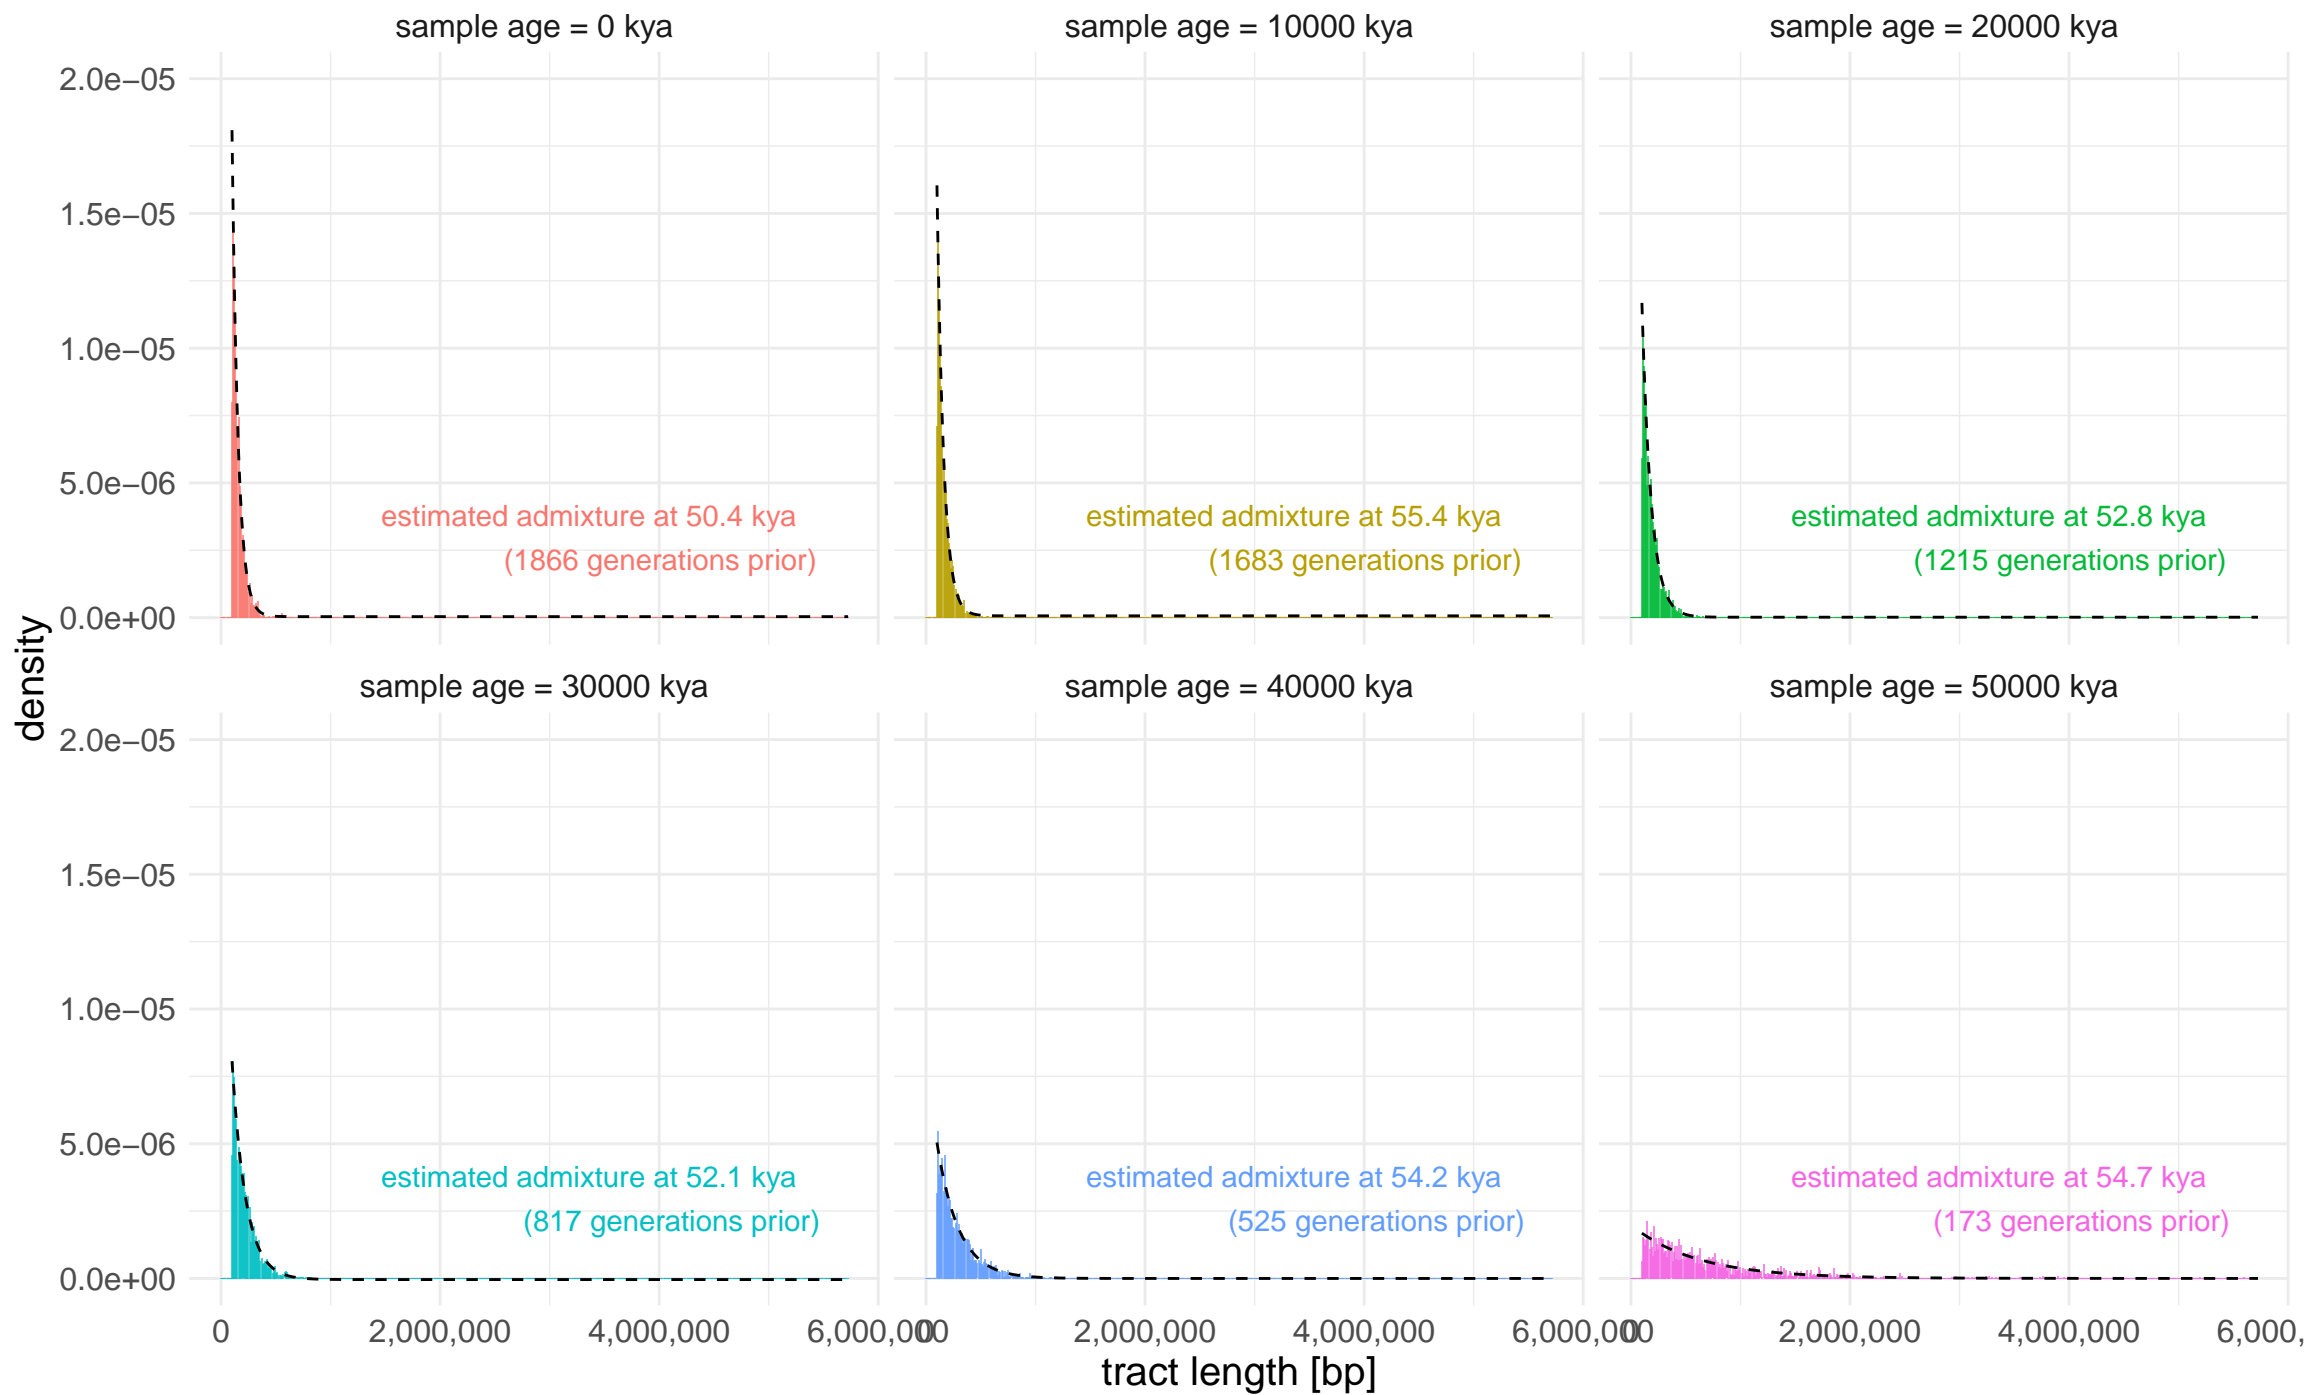 sample age = 0 kya
sample age = 10000 kya
sample age = 20000 kya
2.0e−05
1.5e−05
1.0e−05
5.0e−06
0.0e+00
estimated admixture at 50.4 kya
(1866 generations prior)
estimated admixture at 55.4 kya
(1683 generations prior)
estimated admixture at 52.8 kya
(1215 generations prior)
density
sample age = 30000 kya
sample age = 40000 kya
sample age = 50000 kya
2.0e−05
1.5e−05
1.0e−05
5.0e−06
0.0e+00
estimated admixture at 52.1 kya
(817 generations prior)
estimated admixture at 54.2 kya
(525 generations prior)
estimated admixture at 54.7 kya
(173 generations prior)
0 2,000,000 4,000,000 6,000,000
0 2,000,000 4,000,000 6,000,000
0 2,000,000 4,000,000 6,000,
tract length [bp]